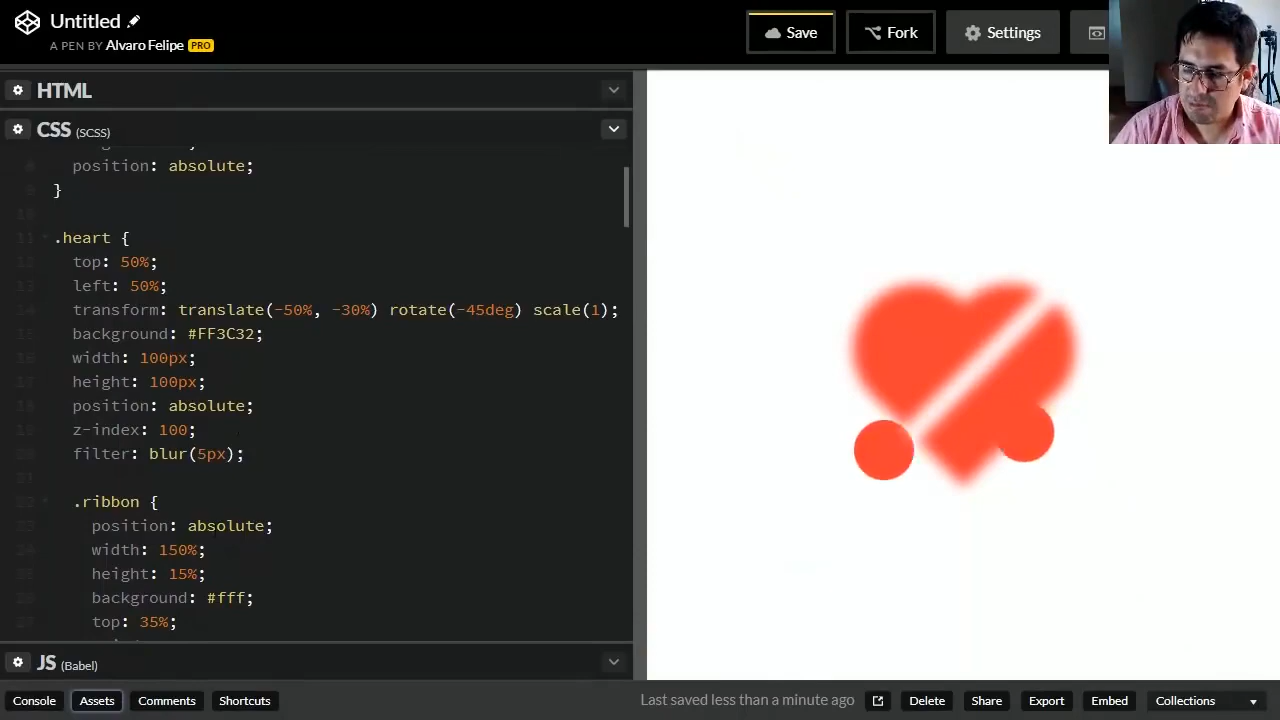 Untitled
A PEN BY Alvaro Felipe PRO
Save
Fork
Settings
HTML
CSS (SCSS)
position: absolute;
}
.heart {
top: 50%;
left: 50%;
transform: translate(-50%, -30%) rotate(-45deg) scale(1);
background: #FF3C32;
width: 100px;
height: 100px;
position: absolute;
z-index: 100;
filter: blur(5px);
.ribbon {
position: absolute;
width: 150%;
height: 15%;
background: #fff;
top: 35%;
JS (Babel)
Console
Assets
Comments
Shortcuts
Last saved less than a minute ago
Delete
Share
Export
Embed
Collections